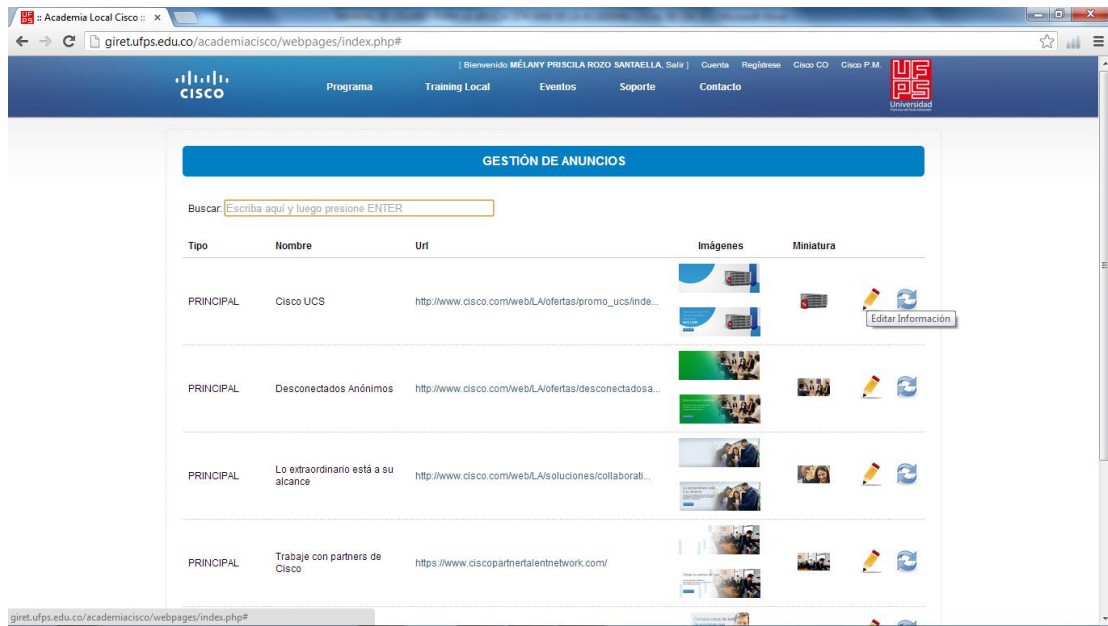 :: Academia Local Cisco ::
giret.ufps.edu.co/academiacisco/webpages/index.php#
[ Bienvenido MÉLANY PRISCILA ROZO SANTAELLA, Salir ] Cuenta Regístrese Cisco CO Cisco P.M.
CISCO
Programa Training Local Eventos Soporte Contacto
UFPS
Universidad
GESTIÓN DE ANUNCIOS
Buscar: Escriba aquí y luego presione ENTER
Tipo Nombre Url Imágenes Miniatura
PRINCIPAL Cisco UCS http://www.cisco.com/web/LA/ofertas/promo_ucs/inde...
Editar Información
PRINCIPAL Desconectados Anónimos http://www.cisco.com/web/LA/ofertas/desconectadosa...
PRINCIPAL Lo extraordinario está a su
alcance http://www.cisco.com/web/LA/soluciones/collaborati...
PRINCIPAL Trabaje con partners de
Cisco https://www.ciscopartnertalentnetwork.com/
giret.ufps.edu.co/academiacisco/webpages/index.php#